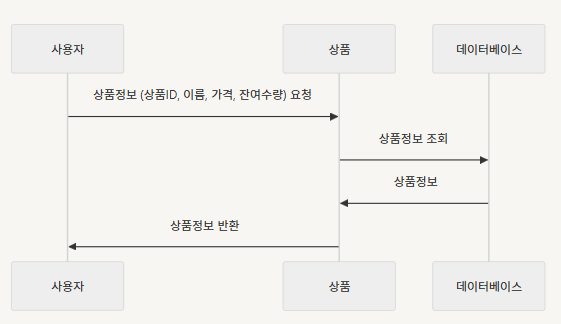 사용자
상품
데이터베이스
상품정보 (상품ID, 이름, 가격, 잔여수량) 요청
상품정보 조회
상품정보
상품정보 반환
사용자
상품
데이터베이스